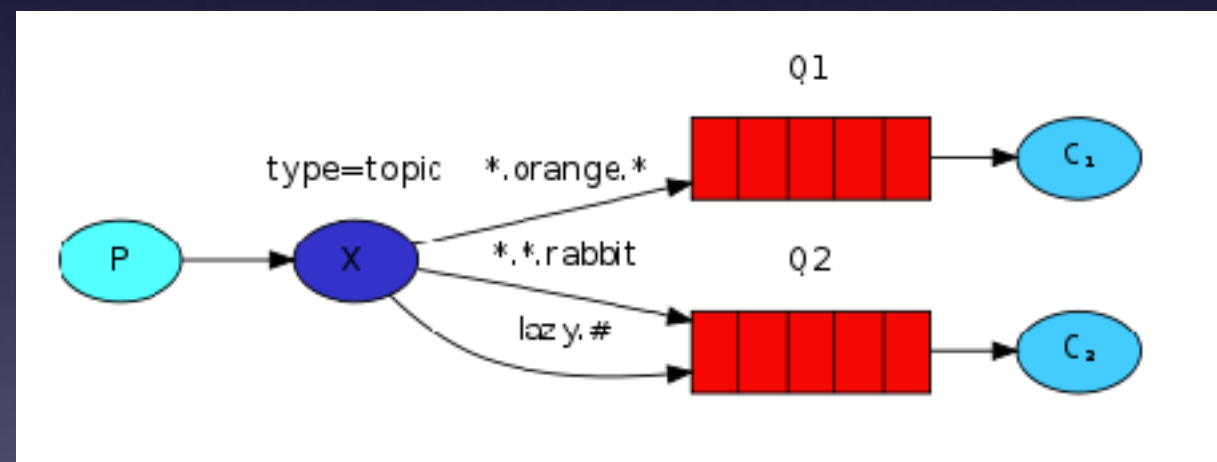 Q1
C₁
type=topic *.orange.*
P
X
*.*.rabbit
Q2
lazy.#
C₂